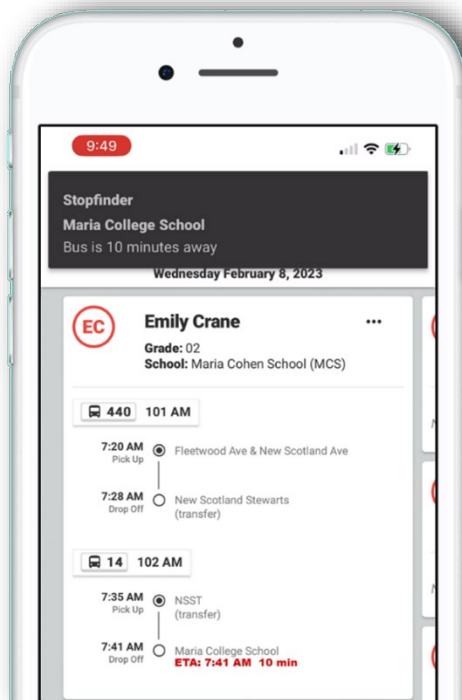 9:49
Stopfinder
Maria College School
Bus is 10 minutes away
Wednesday February 8, 2023
EC
Emily Crane
...
Grade: 02
School: Maria Cohen School (MCS)
440 101 AM
7:20 AM Fleetwood Ave & New Scotland Ave
Pick Up
7:28 AM New Scotland Stewarts
Drop Off (transfer)
14 102 AM
7:35 AM NSST
Pick Up (transfer)
7:41 AM Maria College School
Drop Off ETA: 7:41 AM 10 min